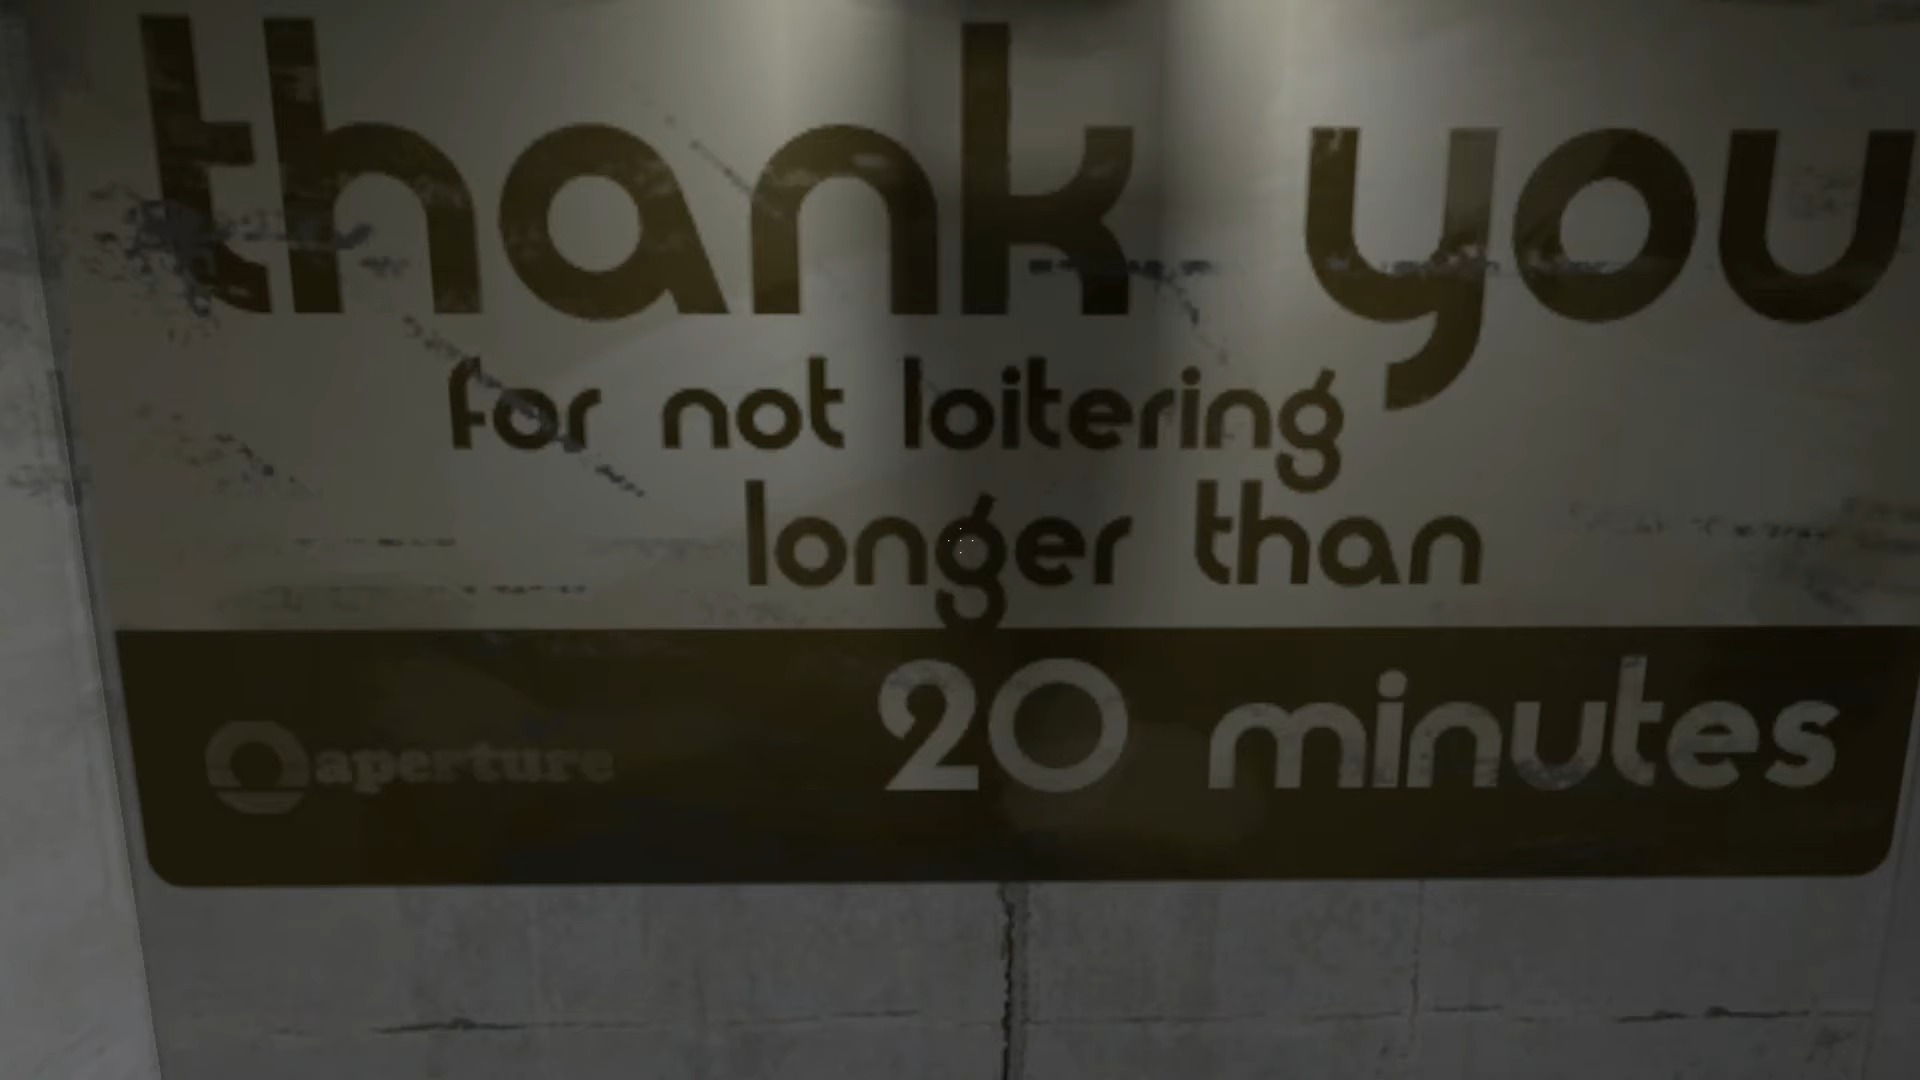 thank you
for not loitering
longer than
20 minutes
aperture